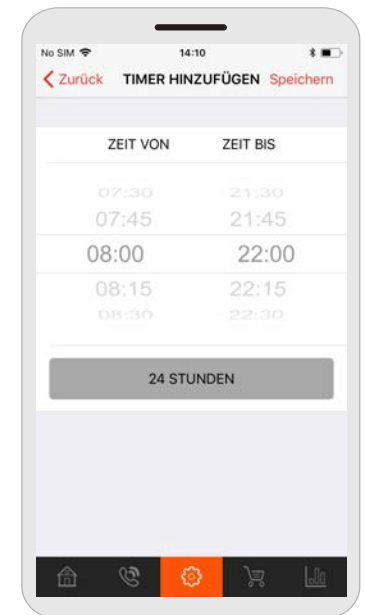 No SIM 14:10
Zurück TIMER HINZUFÜGEN Speichern
ZEIT VON ZEIT BIS
07:30 21:30
07:45 21:45
08:00 22:00
08:15 22:15
08:30 22:30
24 STUNDEN